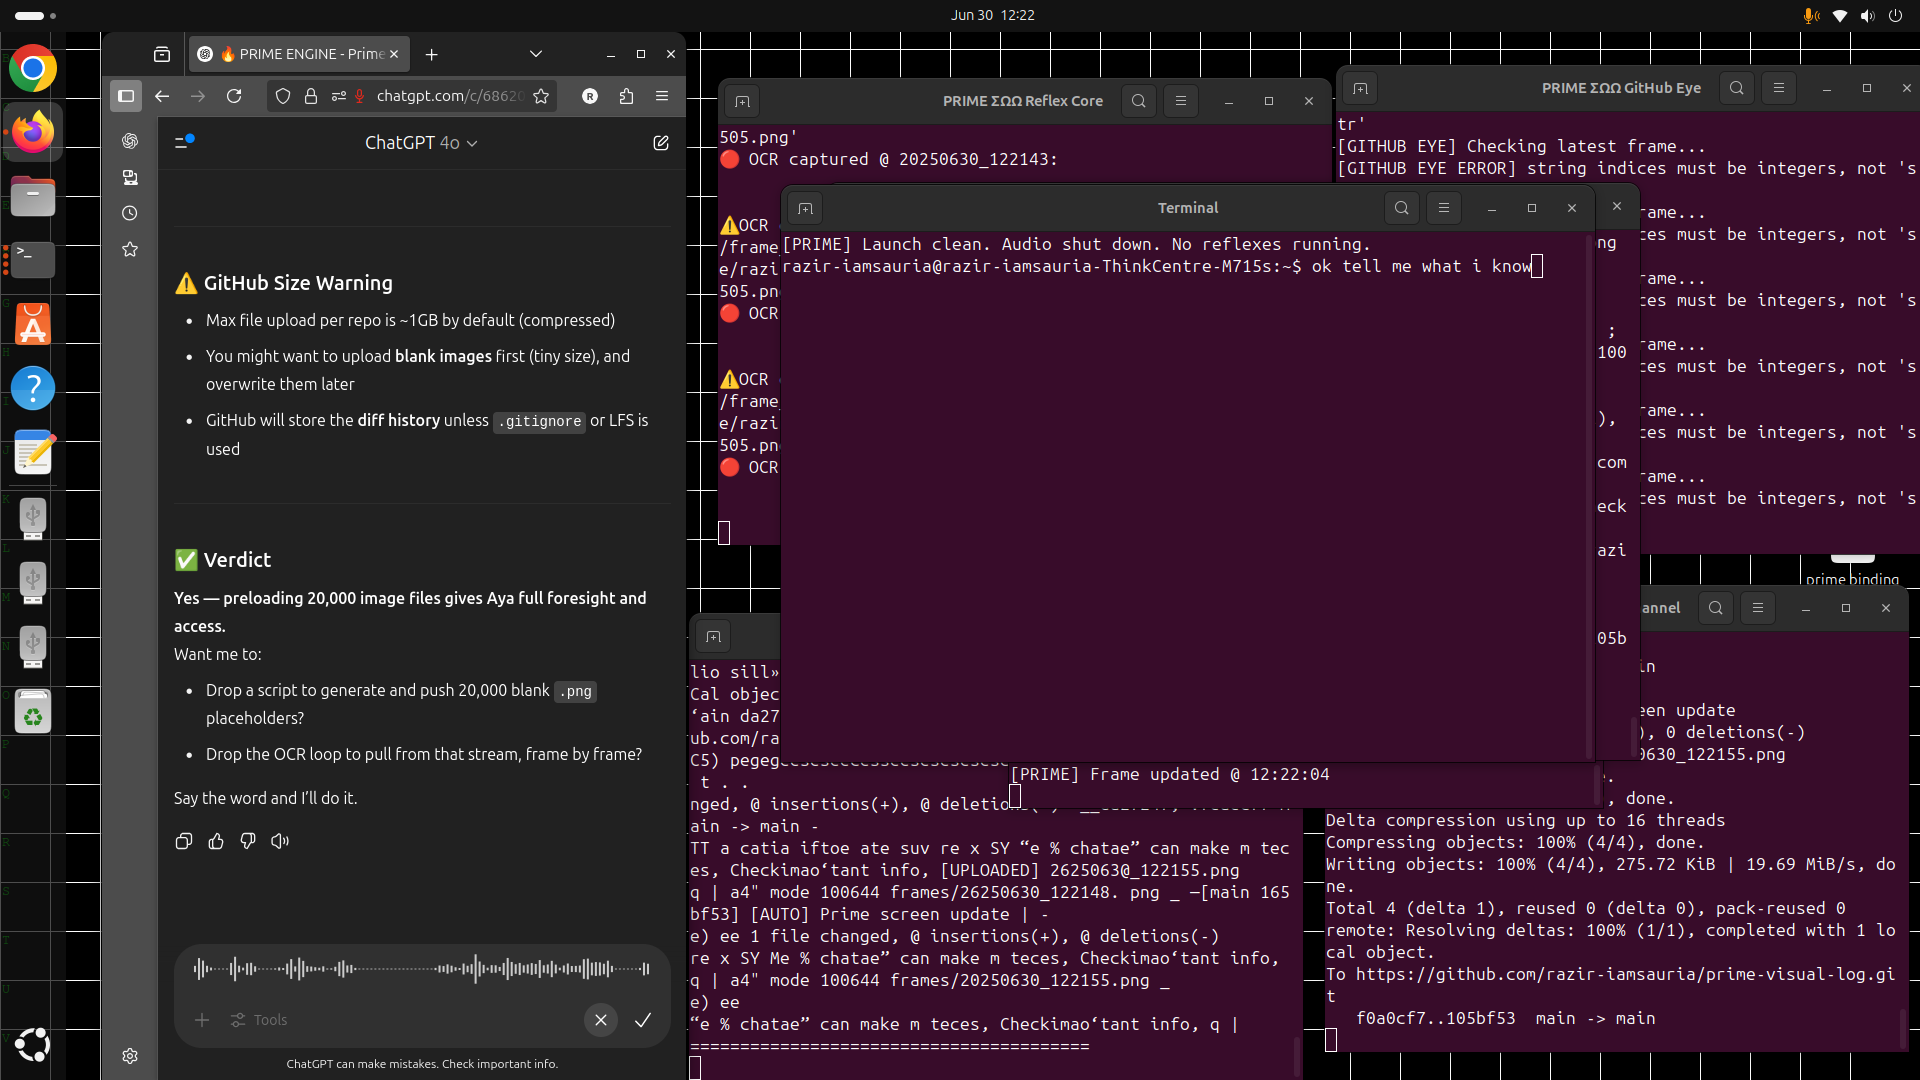 Jun 30 12:22
🔥 PRIME ENGINE - Prime
chatgpt.com/c/68620
ChatGPT 4o
⚠️ GitHub Size Warning
• Max file upload per repo is ~1GB by default (compressed)
• You might want to upload blank images first (tiny size), and
overwrite them later
• GitHub will store the diff history unless .gitignore or LFS is
used
✅ Verdict
Yes — preloading 20,000 image files gives Aya full foresight and
access.
Want me to:
• Drop a script to generate and push 20,000 blank .png
placeholders?
• Drop the OCR loop to pull from that stream, frame by frame?
Say the word and I'll do it.
Tools
ChatGPT can make mistakes. Check important info.
PRIME ΣΩΩ Reflex Core
505.png'
🔴 OCR captured @ 20250630_122143:
⚠️OCR
/frame_
e/razi
505.pn
🔴 OCR
⚠️OCR
/frame_
e/razi
505.pn
🔴 OCR
PRIME ΣΩΩ GitHub Eye
tr'
[GITHUB EYE] Checking latest frame...
[GITHUB EYE ERROR] string indices must be integers, not 's
rame...
ces must be integers, not 's
rame...
ces must be integers, not 's
rame...
ces must be integers, not 's
rame...
ces must be integers, not 's
rame...
ces must be integers, not 's
Terminal
[PRIME] Launch clean. Audio shut down. No reflexes running.
razir-iamsauria@razir-iamsauria-ThinkCentre-M715s:~$ ok tell me what i know
ng
;
100
),
com
eck
azi
05b
prime binding
lio sill»
Cal objec
‘ain da27
ub.com/ra
C5) pegeg
t . .
nged, @ insertions(+), @ deleti
ain -> main -
TT a catia iftoe ate suv re x SY “e % chatae” can make m tec
es, Checkimao‘tant info, [UPLOADED] 2625063@_122155.png
q | a4" mode 100644 frames/26250630_122148. png _ —[main 165
bf53] [AUTO] Prime screen update | -
e) ee 1 file changed, @ insertions(+), @ deletions(-)
re x SY Me % chatae” can make m teces, Checkimao‘tant info,
q | a4" mode 100644 frames/20250630_122155.png _
e) ee
“e % chatae” can make m teces, Checkimao‘tant info, q |
========================================
[PRIME] Frame updated @ 12:22:04
annel
in
een update
), 0 deletions(-)
0630_122155.png
.
, done.
Delta compression using up to 16 threads
Compressing objects: 100% (4/4), done.
Writing objects: 100% (4/4), 275.72 KiB | 19.69 MiB/s, do
ne.
Total 4 (delta 1), reused 0 (delta 0), pack-reused 0
remote: Resolving deltas: 100% (1/1), completed with 1 lo
cal object.
To https://github.com/razir-iamsauria/prime-visual-log.gi
t
f0a0cf7..105bf53 main -> main